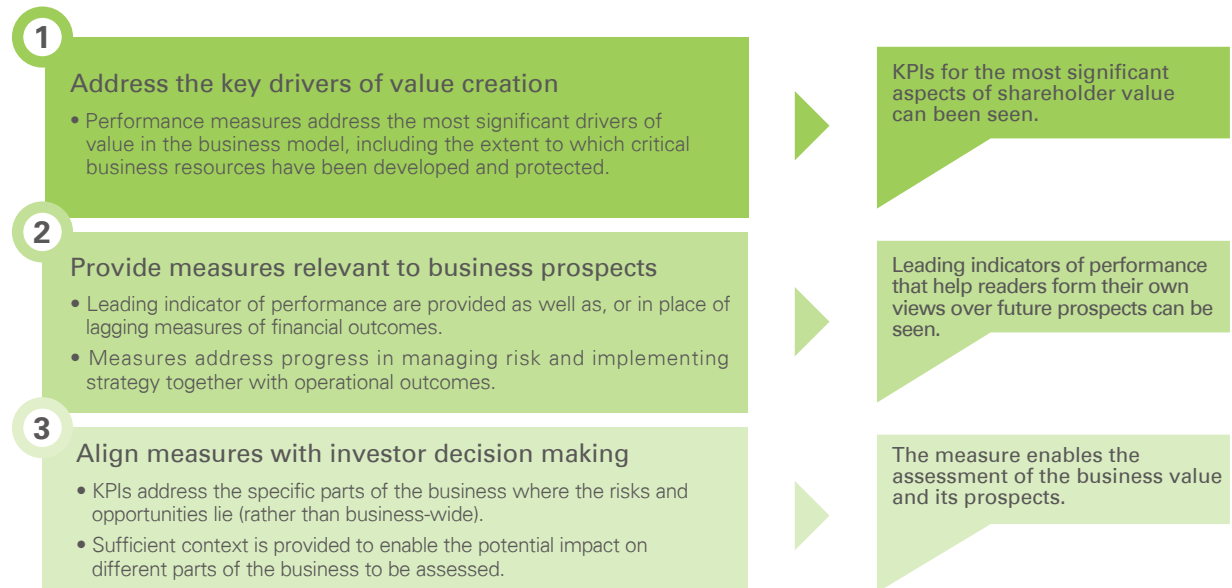 1
Address the key drivers of value creation
• Performance measures address the most significant drivers of
value in the business model, including the extent to which critical
business resources have been developed and protected.
KPIs for the most significant
aspects of shareholder value
can been seen.
2
Provide measures relevant to business prospects
• Leading indicator of performance are provided as well as, or in place of
lagging measures of financial outcomes.
• Measures address progress in managing risk and implementing
strategy together with operational outcomes.
Leading indicators of performance
that help readers form their own
views over future prospects can be
seen.
3
Align measures with investor decision making
• KPIs address the specific parts of the business where the risks and
opportunities lie (rather than business-wide).
• Sufficient context is provided to enable the potential impact on
different parts of the business to be assessed.
The measure enables the
assessment of the business value
and its prospects.